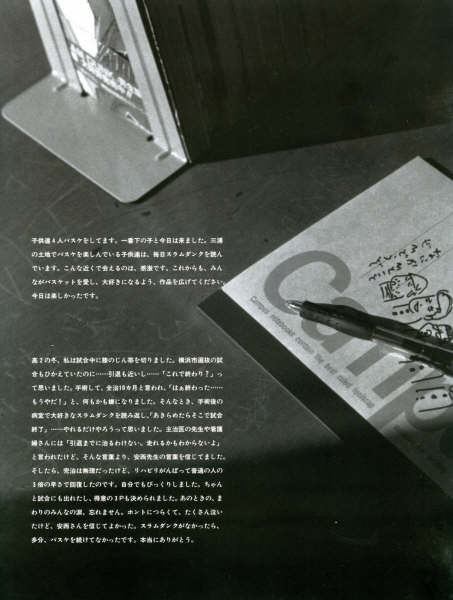 子供達4人バスケをしてます。一番下の子と今日は来ました。三浦
の土地でバスケを楽しんでいる子供達は、毎日スラムダンクを読ん
でいます。こんな近くで会えるのは、感激です。これからも、みん
ながバスケットを愛し、大好きになるよう、作品を広げてください。
今日は楽しかったです。
高2の冬、私は試合中に膝のじん帯を切りました。横浜市選抜の試
合もひかえていたのに……引退も近いし……「これで終わり?」っ
て思いました。手術して、全治10カ月と言われ、「はぁ終わった……
もうやだ!」と、何もかも嫌になりました。そんなとき、手術後の
病室で大好きなスラムダンクを読み返し、「あきらめたらそこで試合
終了」……やれるだけやろうって思いました。主治医の先生や看護
婦さんには「引退までに治るわけない、走れるかもわからないよ」
と言われたけど、そんな言葉より、安西先生の言葉を信じてました。
そしたら、完治は無理だったけど、リハビリがんばって普通の人の
3倍の早さで回復したのです。自分でもびっくりしました。ちゃん
と試合にも出れたし、得意の3Pも決められました。あのときの、ま
わりのみんなの涙、忘れません。ホントにつらくて、たくさん泣い
たけど、安西さんを信じてよかった。スラムダンクがなかったら、
多分、バスケを続けてなかったです。本当にありがとう。
Campus
Campus notebooks contain the best ruled foolscap